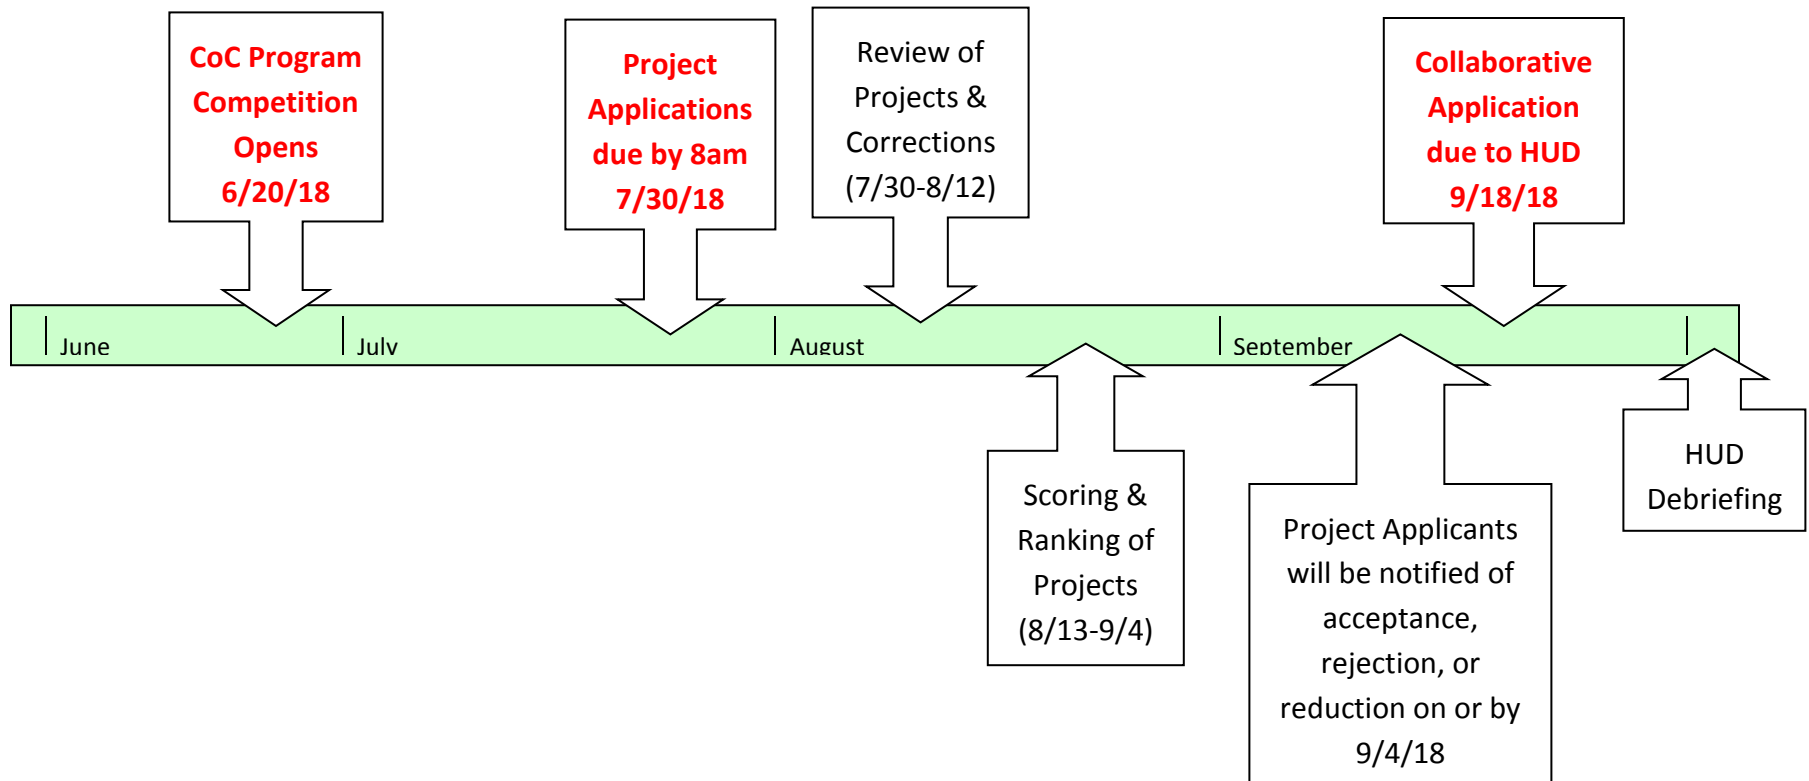 CoC Program
Competition
Opens
6/20/18
Project
Applications
due by 8am
7/30/18
Review of
Projects &
Corrections
(7/30-8/12)
Collaborative
Application
due to HUD
9/18/18
June
July
August
September
Scoring &
Ranking of
Projects
(8/13-9/4)
Project Applicants
will be notified of
acceptance,
rejection, or
reduction on or by
9/4/18
HUD
Debriefing